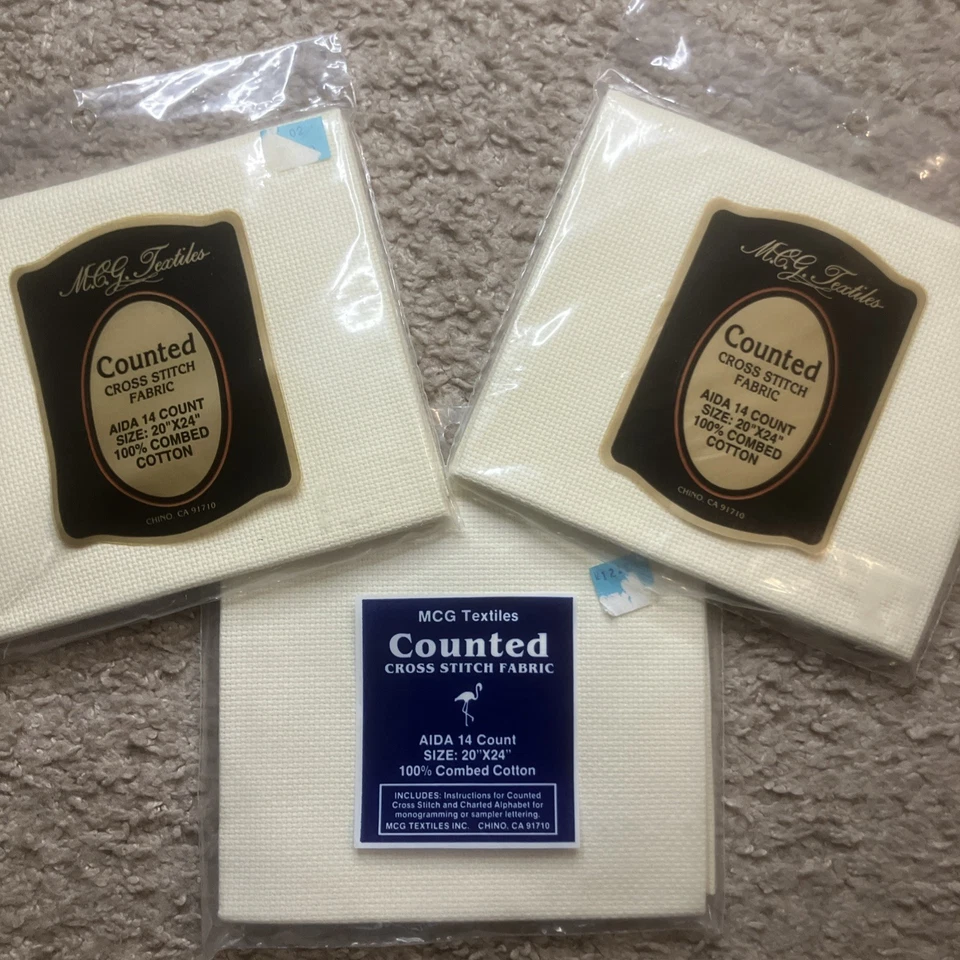 M.C.G. Textiles
Counted
CROSS STITCH
FABRIC
AIDA 14 COUNT
SIZE: 20"X24"
100% COMBED
COTTON
CHINO, CA 91710
M.C.G. Textiles
Counted
CROSS STITCH
FABRIC
AIDA 14 COUNT
SIZE: 20"X24"
100% COMBED
COTTON
CHINO, CA 91710
MCG Textiles
Counted
CROSS STITCH FABRIC
AIDA 14 Count
SIZE: 20"X24"
100% Combed Cotton
INCLUDES: Instructions for Counted
Cross Stitch and Charted Alphabet for
monogramming or sampler lettering.
MCG TEXTILES INC. CHINO, CA 91710